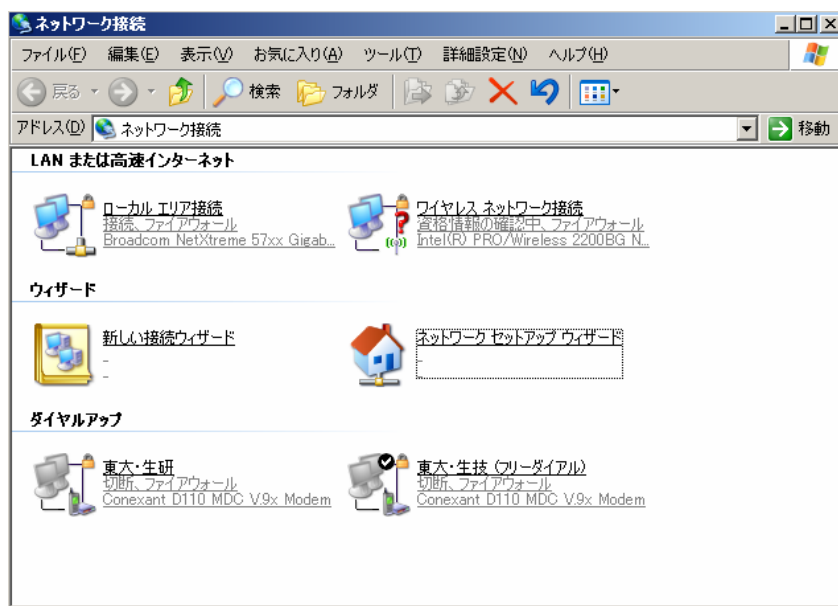 ネットワーク接続
ファイル(F) 編集(E) 表示(V) お気に入り(A) ツール(T) 詳細設定(N) ヘルプ(H)
戻る 検索 フォルダ
アドレス(D) ネットワーク接続 移動
LAN または高速インターネット
ローカル エリア接続
接続、ファイアウォール
Broadcom NetXtreme 57xx Gigab...
ワイヤレス ネットワーク接続
資格情報の確認中、ファイアウォール
Intel(R) PRO/Wireless 2200BG N...
ウィザード
新しい接続ウィザード
-
-
ネットワーク セットアップ ウィザード
-
ダイヤルアップ
東大・生研
切断、ファイアウォール
Conexant D110 MDC V.9x Modem
東大・生技 (フリーダイアル)
切断、ファイアウォール
Conexant D110 MDC V.9x Modem